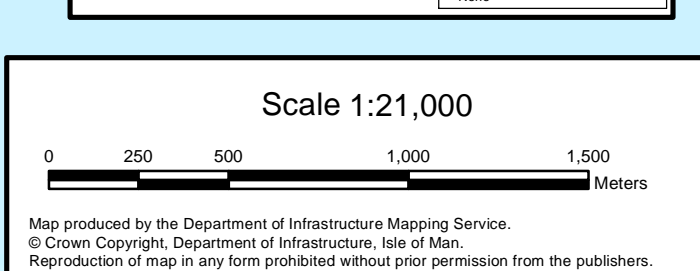 Scale 1:21,000
0 250 500 1,000 1,500
Meters
Map produced by the Department of Infrastructure Mapping Service.
© Crown Copyright, Department of Infrastructure, Isle of Man.
Reproduction of map in any form prohibited without prior permission from the publishers.